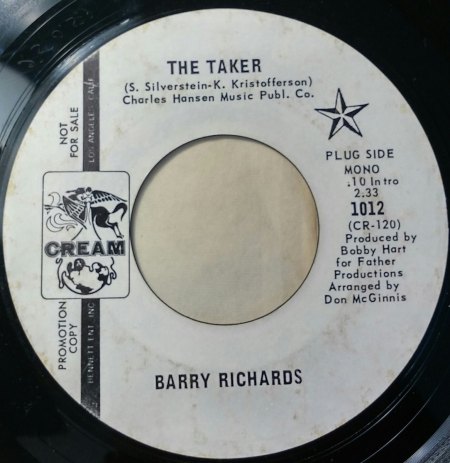 THE TAKER
(S. Silverstein-K. Kristofferson)
Charles Hansen Music Publ. Co.
NOT
FOR SALE
LOS ANGELES, CALIF.
PLUG SIDE
MONO
.10 Intro
2.33
1012
(CR-120)
Produced by
Bobby Hart
for Father
Productions
Arranged by
Don McGinnis
CREAM
PROMOTION
COPY
BENNETT ENT. INC.
BARRY RICHARDS